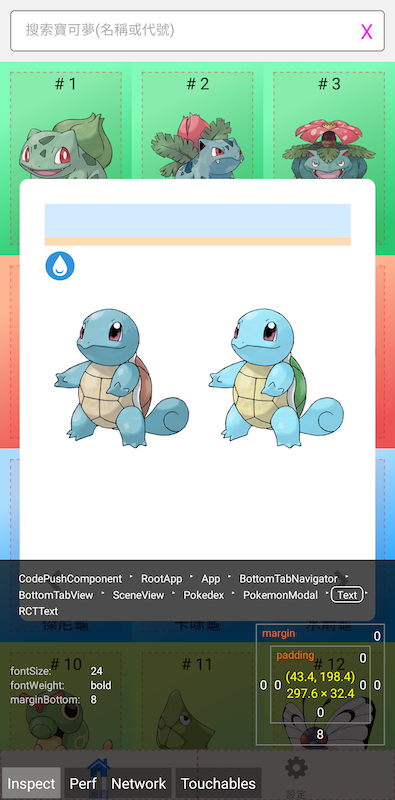 搜索寶可夢(名稱或代號)
X
# 1
# 2
# 3
CodePushComponent ▸ RootApp ▸ App ▸ BottomTabNavigator ▸
BottomTabView ▸ SceneView ▸ Pokedex ▸ PokemonModal ▸ Text ▸
RCTText
傑尼龜
卡咪龜
水箭龜
margin
0
padding
0
fontSize: 24
fontWeight: bold
marginBottom: 8
0 0
(43.4, 198.4)
297.6 × 32.4
0 0
0
8
# 10
# 11
# 12
設定
Inspect
Perf
Network
Touchables